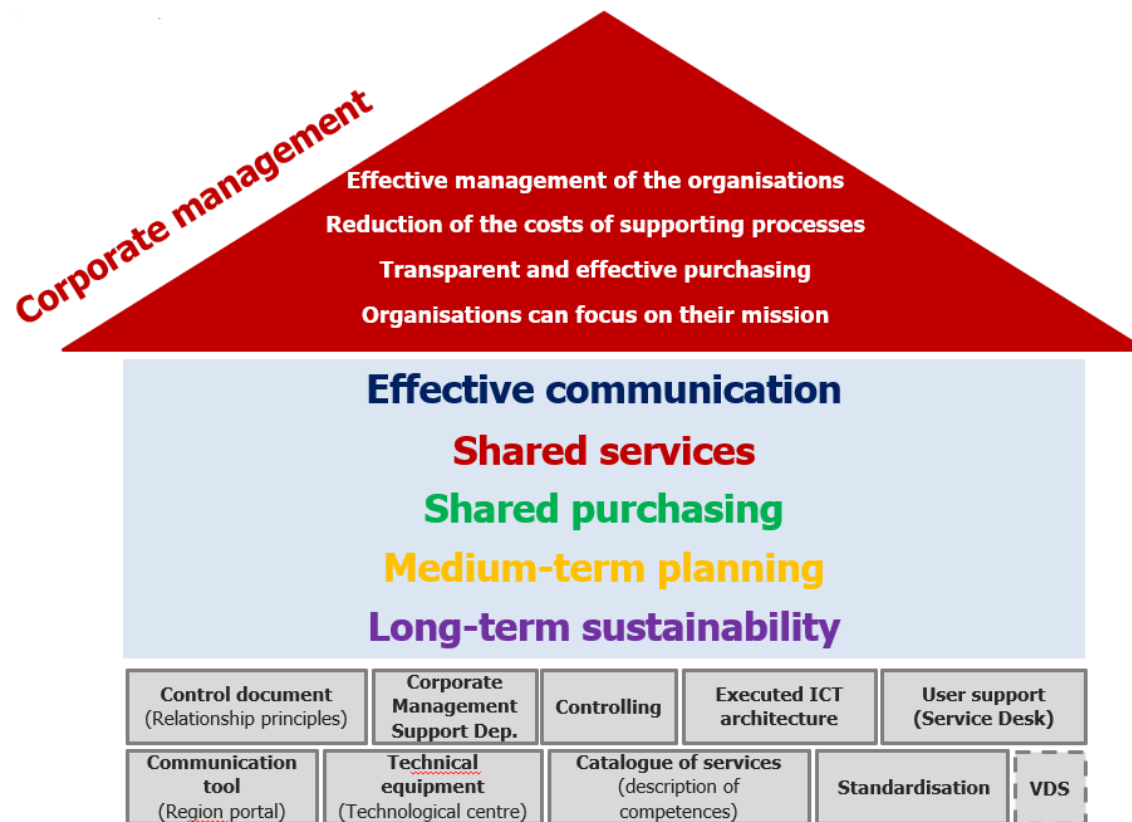 Corporate management
Effective management of the organisations
Reduction of the costs of supporting processes
Transparent and effective purchasing
Organisations can focus on their mission
Effective communication
Shared services
Shared purchasing
Medium-term planning
Long-term sustainability
Control document
(Relationship principles)
Corporate
Management
Support Dep.
Controlling
Executed ICT
architecture
User support
(Service Desk)
Communication
tool
(Region portal)
Technical
equipment
(Technological centre)
Catalogue of services
(description of
competences)
Standardisation
VDS